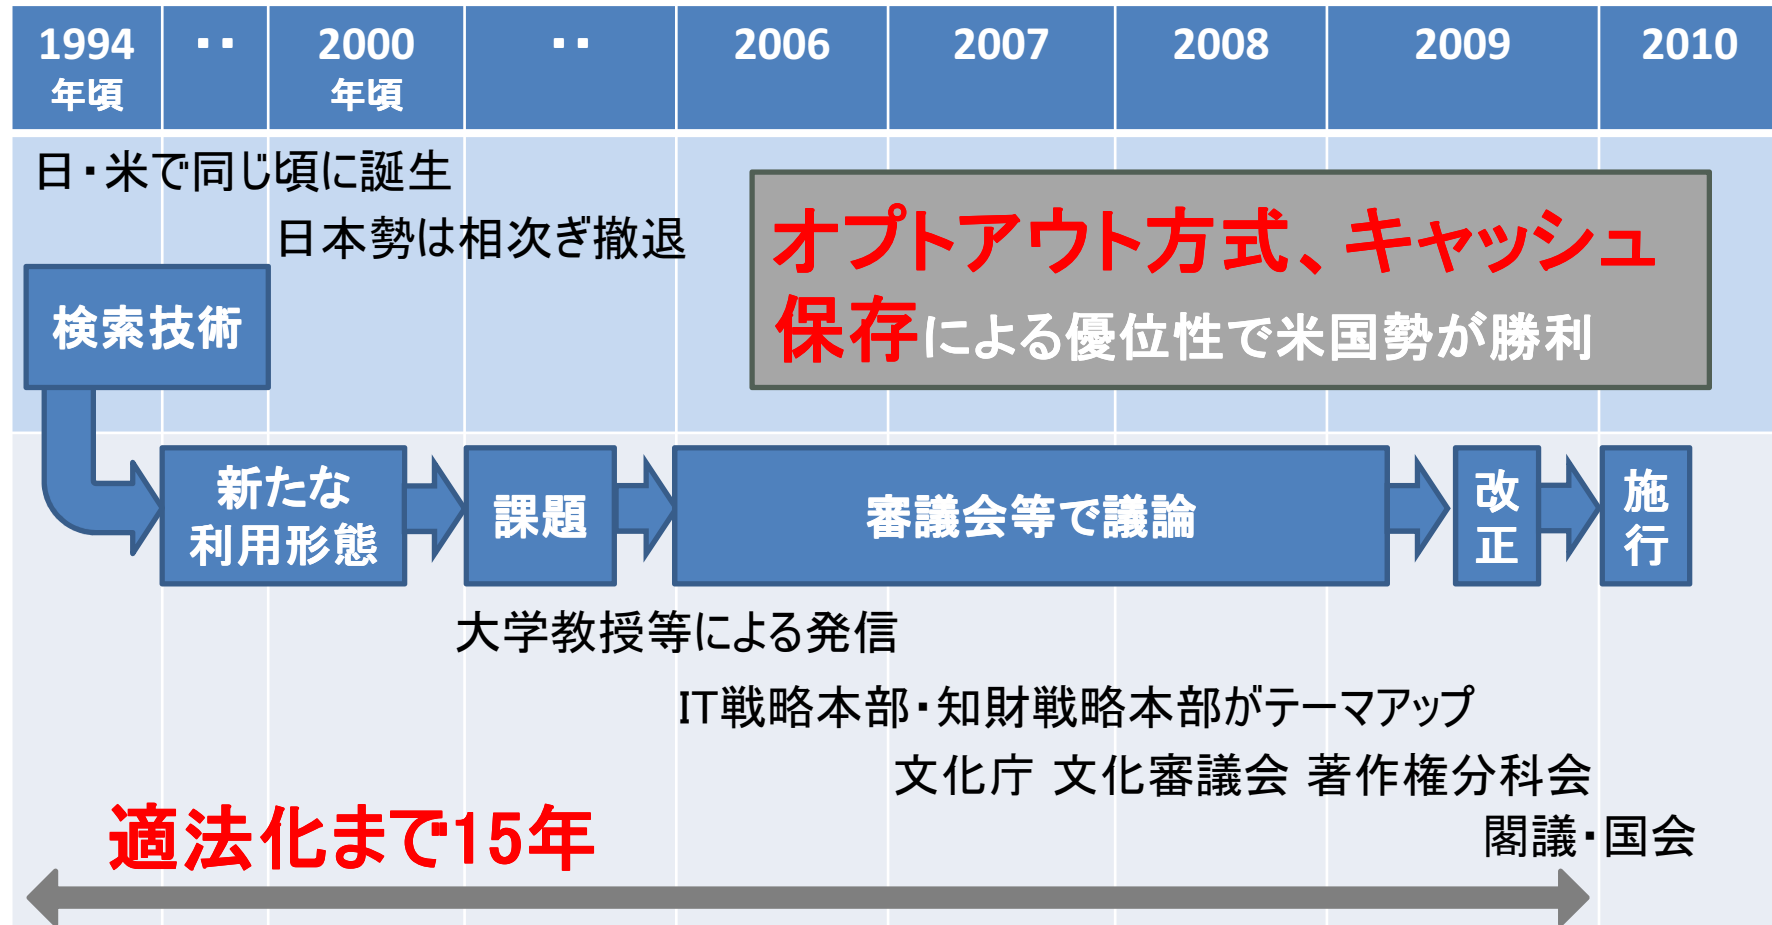 1994 ・・ 2000 ・・ 2006 2007 2008 2009 2010
年頃 年頃
日・米で同じ頃に誕生
日本勢は相次ぎ撤退
オプトアウト方式、キャッシュ
保存による優位性で米国勢が勝利
検索技術
新たな
利用形態
課題
審議会等で議論
改
正
施
行
大学教授等による発信
IT戦略本部・知財戦略本部がテーマアップ
文化庁 文化審議会 著作権分科会
閣議・国会
適法化まで15年